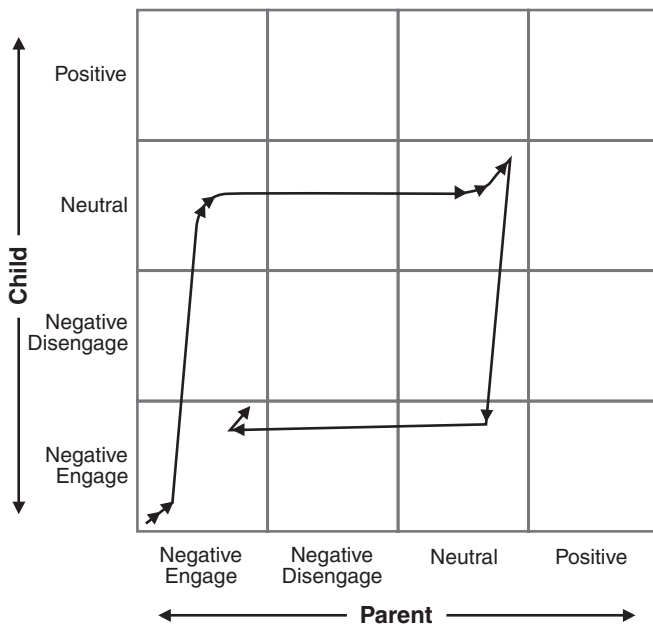 Positive
Neutral
Child
Negative
Disengage
Negative
Engage
Negative
Engage
Negative
Disengage
Neutral
Positive
Parent